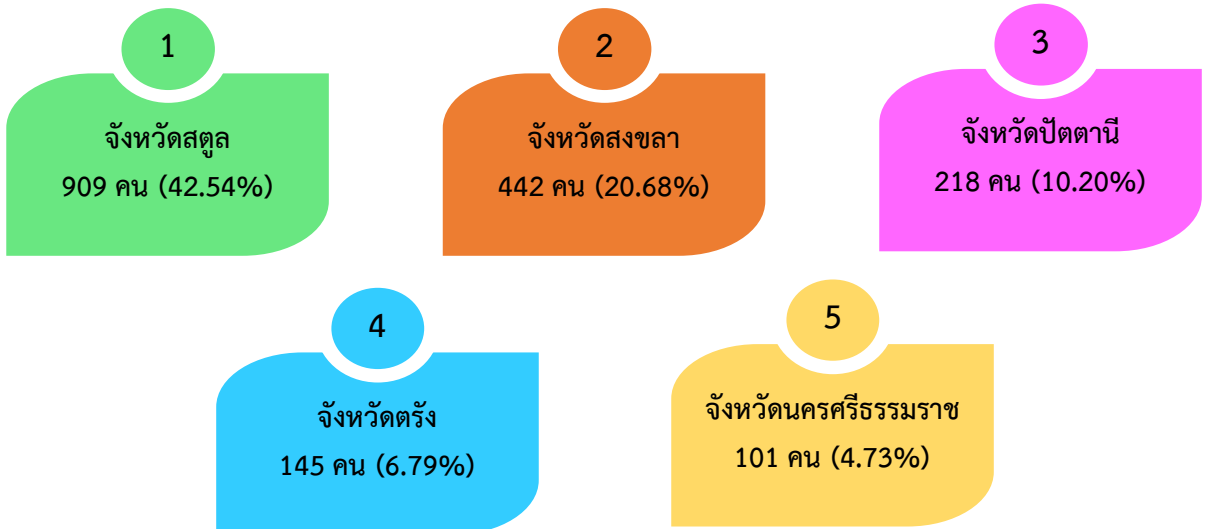 1
จังหวัดสตูล
909 คน (42.54%)
2
จังหวัดสงขลา
442 คน (20.68%)
3
จังหวัดปัตตานี
218 คน (10.20%)
4
จังหวัดตรัง
145 คน (6.79%)
5
จังหวัดนครศรีธรรมราช
101 คน (4.73%)